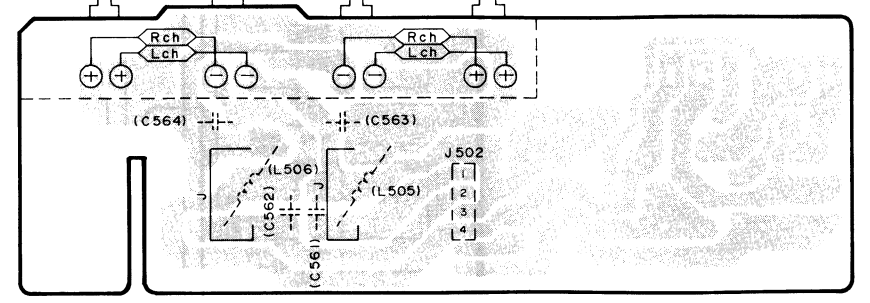 Rch Rch
Lch Lch
+ + − − − − + +
(C564) (C563)
J502
(L506) (L505)
1
2
3
4
(C562)
(C561)